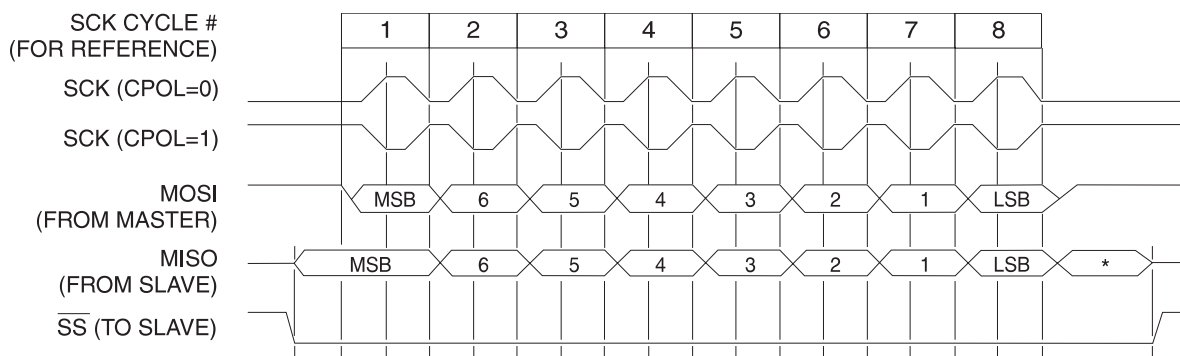 SCK CYCLE #
(FOR REFERENCE)
1 2 3 4 5 6 7 8
SCK (CPOL=0)
SCK (CPOL=1)
MOSI
(FROM MASTER)
MSB 6 5 4 3 2 1 LSB
MISO
(FROM SLAVE)
MSB 6 5 4 3 2 1 LSB *
S̅S̅ (TO SLAVE)